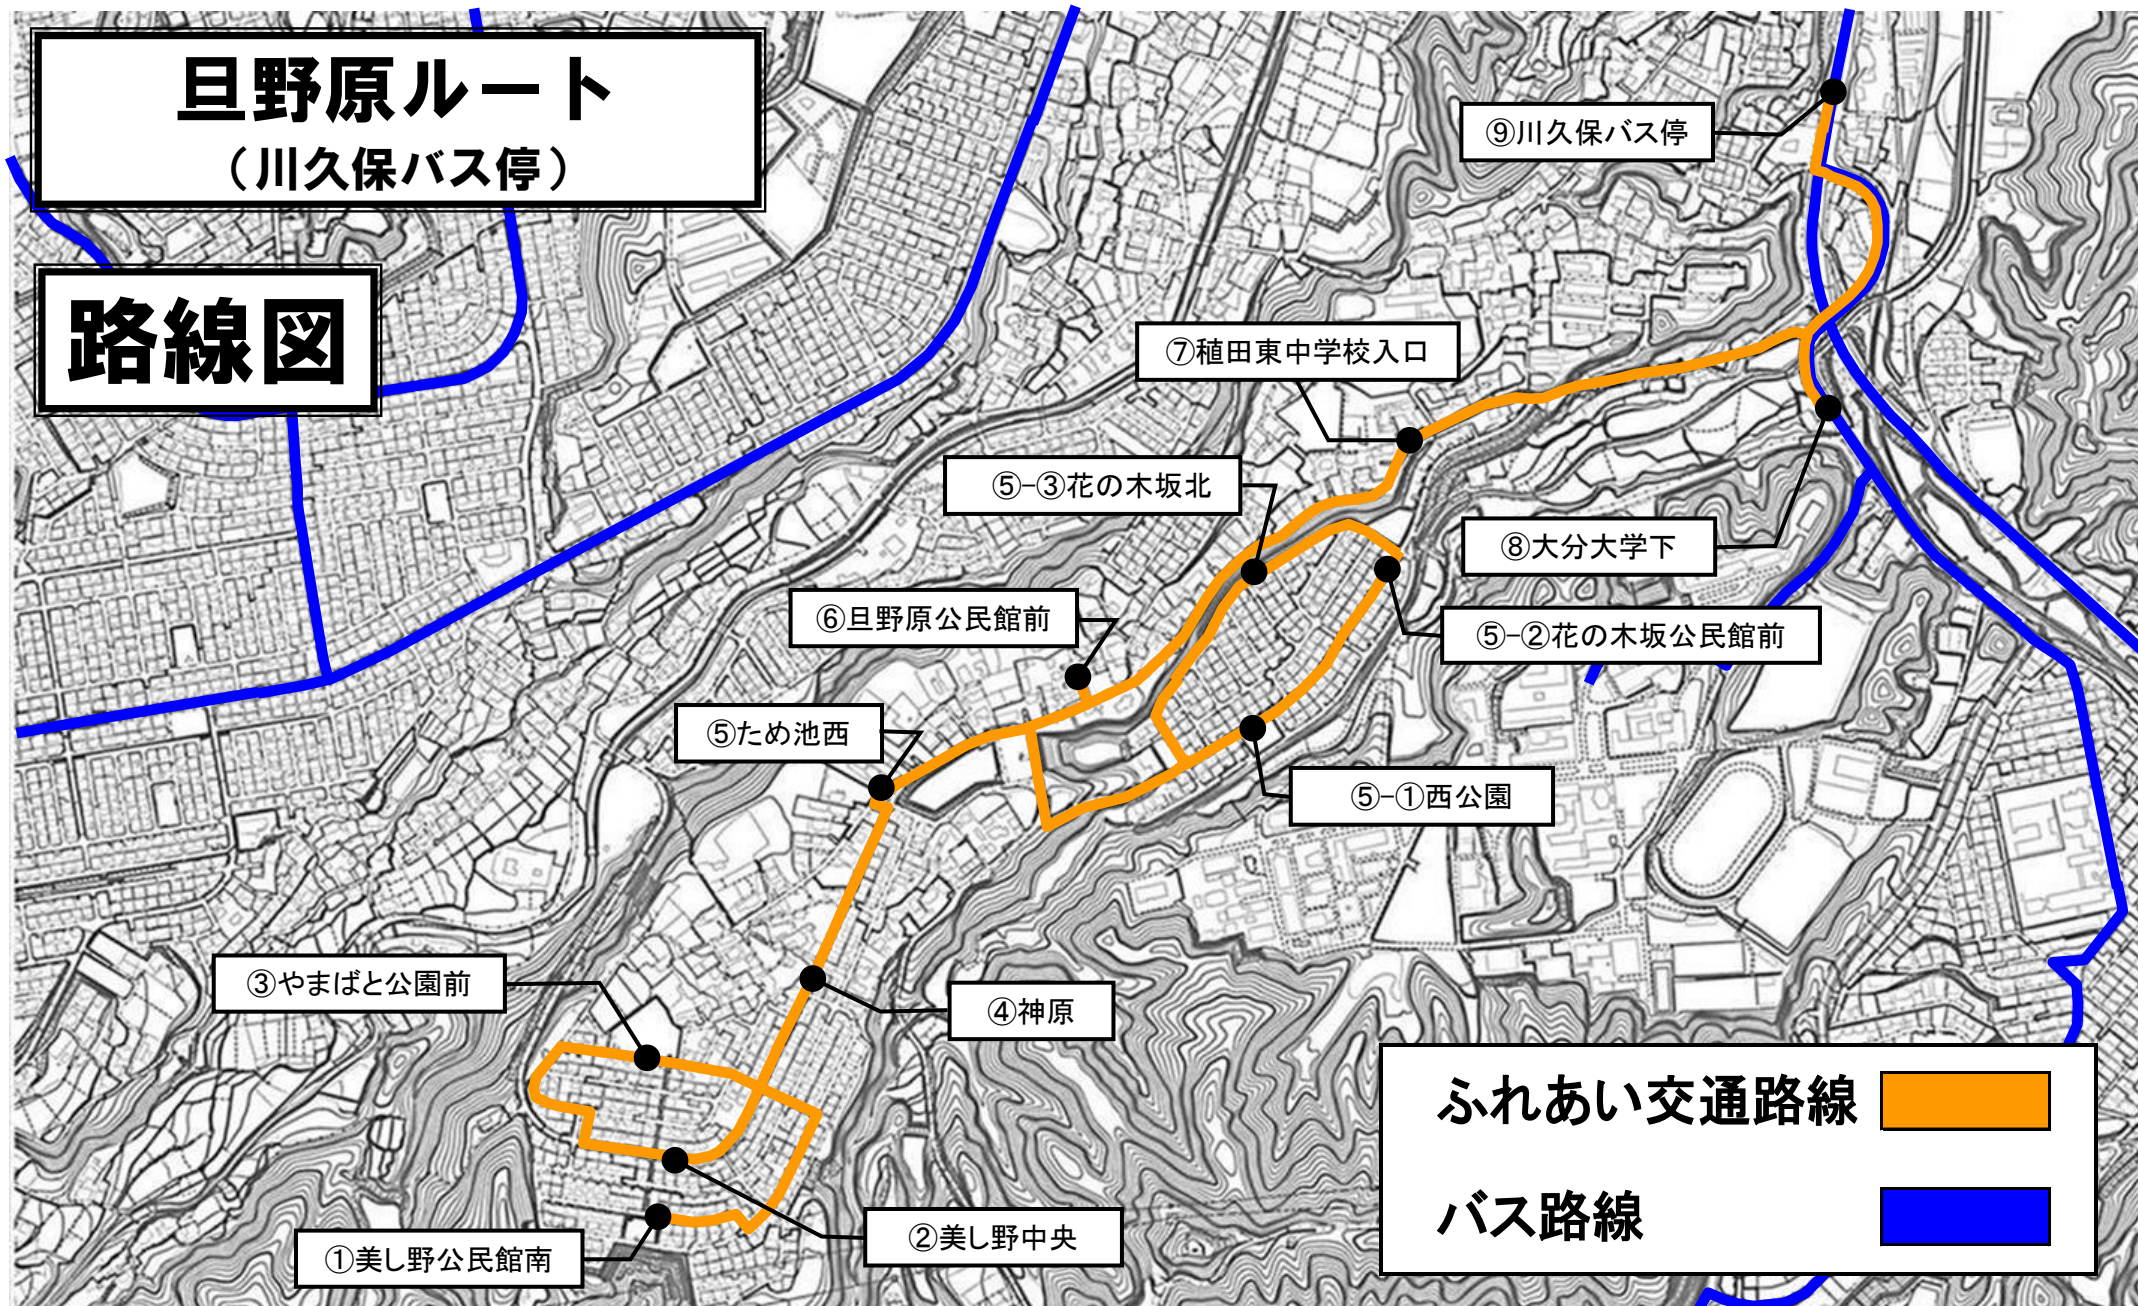 旦野原ルート
（川久保バス停）
路線図
⑨川久保バス停
⑦稙田東中学校入口
⑤-③花の木坂北
⑧大分大学下
⑥旦野原公民館前
⑤-②花の木坂公民館前
⑤ため池西
⑤-①西公園
③やまばと公園前
④神原
②美し野中央
①美し野公民館南
ふれあい交通路線
バス路線